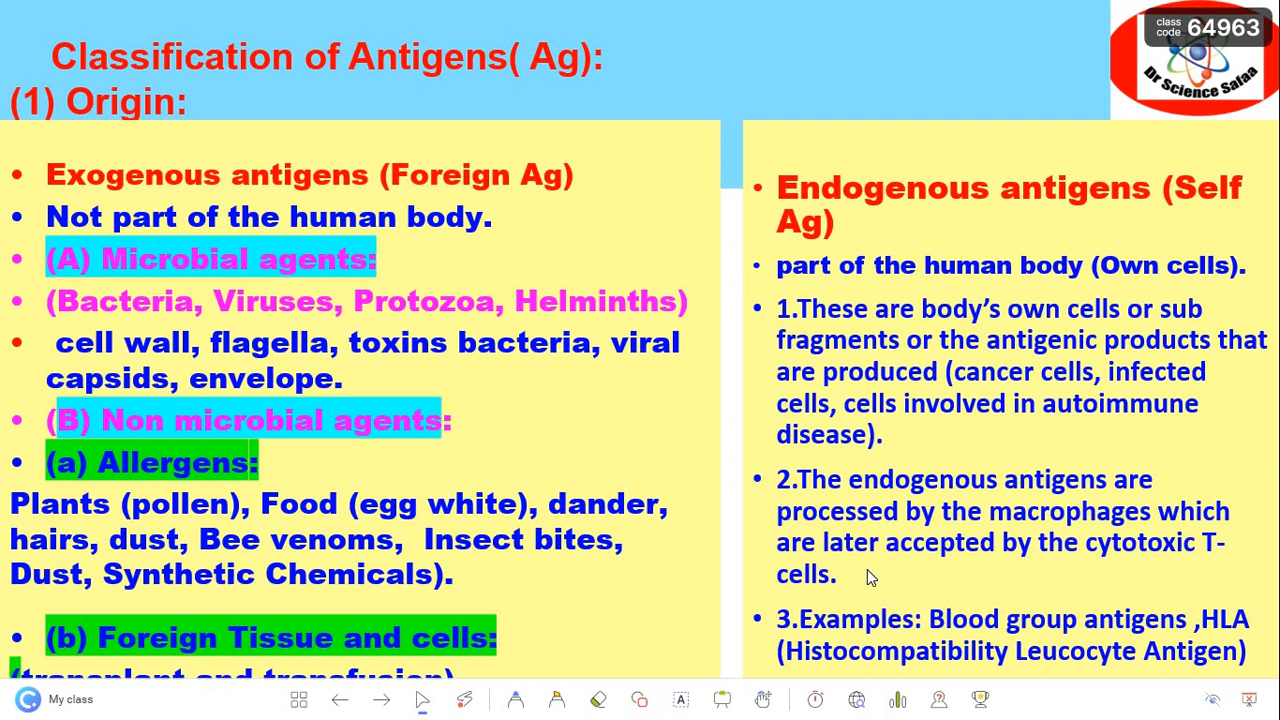 Classification of Antigens( Ag):
(1) Origin:
class code 64963
Dr Science Safaa
• Exogenous antigens (Foreign Ag)
• Not part of the human body.
• (A) Microbial agents:
• (Bacteria, Viruses, Protozoa, Helminths)
• cell wall, flagella, toxins bacteria, viral
capsids, envelope.
• (B) Non microbial agents:
• (a) Allergens:
Plants (pollen), Food (egg white), dander,
hairs, dust, Bee venoms, Insect bites,
Dust, Synthetic Chemicals).
• (b) Foreign Tissue and cells:
(transplant and transfusion)
• Endogenous antigens (Self
Ag)
• part of the human body (Own cells).
• 1.These are body’s own cells or sub
fragments or the antigenic products that
are produced (cancer cells, infected
cells, cells involved in autoimmune
disease).
• 2.The endogenous antigens are
processed by the macrophages which
are later accepted by the cytotoxic T-
cells.
• 3.Examples: Blood group antigens ,HLA
(Histocompatibility Leucocyte Antigen)
My class